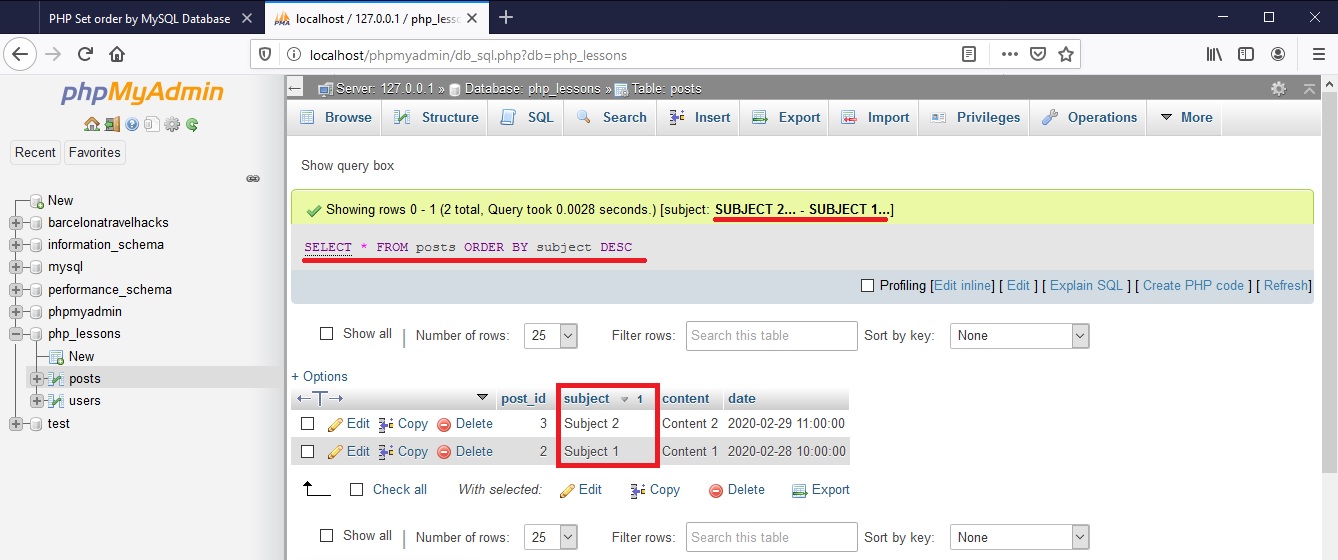 PHP Set order by MySQL Database
localhost / 127.0.0.1 / php_less
localhost/phpmyadmin/db_sql.php?db=php_lessons
phpMyAdmin
Recent Favorites
New
barcelonatravelhacks
information_schema
mysql
performance_schema
phpmyadmin
php_lessons
New
posts
users
test
Server: 127.0.0.1 » Database: php_lessons » Table: posts
Browse Structure SQL Search Insert Export Import Privileges Operations More
Show query box
Showing rows 0 - 1 (2 total, Query took 0.0028 seconds.) [subject: SUBJECT 2... - SUBJECT 1...]
SELECT * FROM posts ORDER BY subject DESC
Profiling [Edit inline] [ Edit ] [ Explain SQL ] [ Create PHP code ] [ Refresh]
Show all | Number of rows: 25 Filter rows: Search this table Sort by key: None
+ Options
←T→ post_id subject 1 content date
Edit Copy Delete 3 Subject 2 Content 2 2020-02-29 11:00:00
Edit Copy Delete 2 Subject 1 Content 1 2020-02-28 10:00:00
Check all With selected: Edit Copy Delete Export
Show all | Number of rows: 25 Filter rows: Search this table Sort by key: None